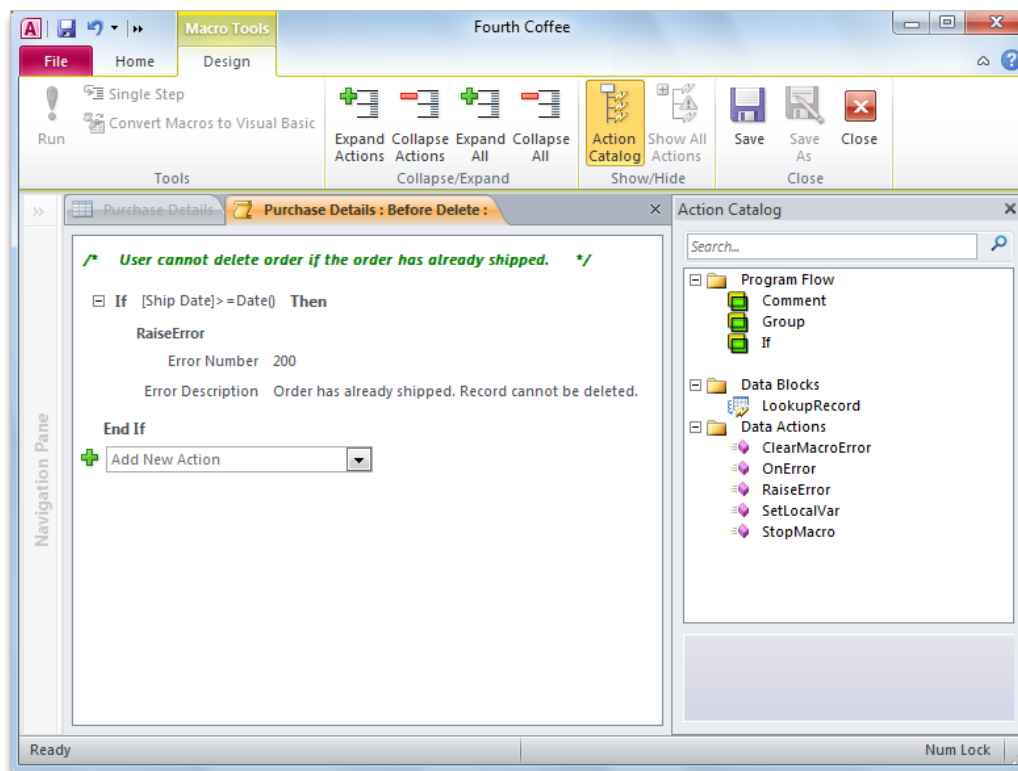 A Macro Tools Fourth Coffee
File Home Design ?
Run
Single Step
Convert Macros to Visual Basic
Tools
Expand Actions
Collapse Actions
Expand All
Collapse All
Collapse/Expand
Action Catalog
Show All Actions
Show/Hide
Save
Save As
Close
Close
Purchase Details
Purchase Details : Before Delete :
Navigation Pane
/* User cannot delete order if the order has already shipped. */
If [Ship Date]>=Date() Then
RaiseError
Error Number 200
Error Description Order has already shipped. Record cannot be deleted.
End If
Add New Action
Action Catalog
Search...
Program Flow
Comment
Group
If
Data Blocks
LookupRecord
Data Actions
ClearMacroError
OnError
RaiseError
SetLocalVar
StopMacro
Ready Num Lock